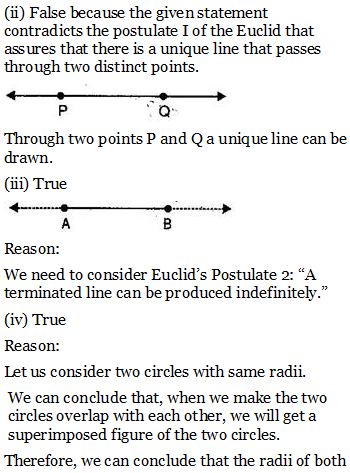 (ii) False because the given statement
contradicts the postulate I of the Euclid that
assures that there is a unique line that passes
through two distinct points.
P Q
Through two points P and Q a unique line can be
drawn.
(iii) True
A B
Reason:
We need to consider Euclid's Postulate 2: “A
terminated line can be produced indefinitely.”
(iv) True
Reason:
Let us consider two circles with same radii.
We can conclude that, when we make the two
circles overlap with each other, we will get a
superimposed figure of the two circles.
Therefore, we can conclude that the radii of both